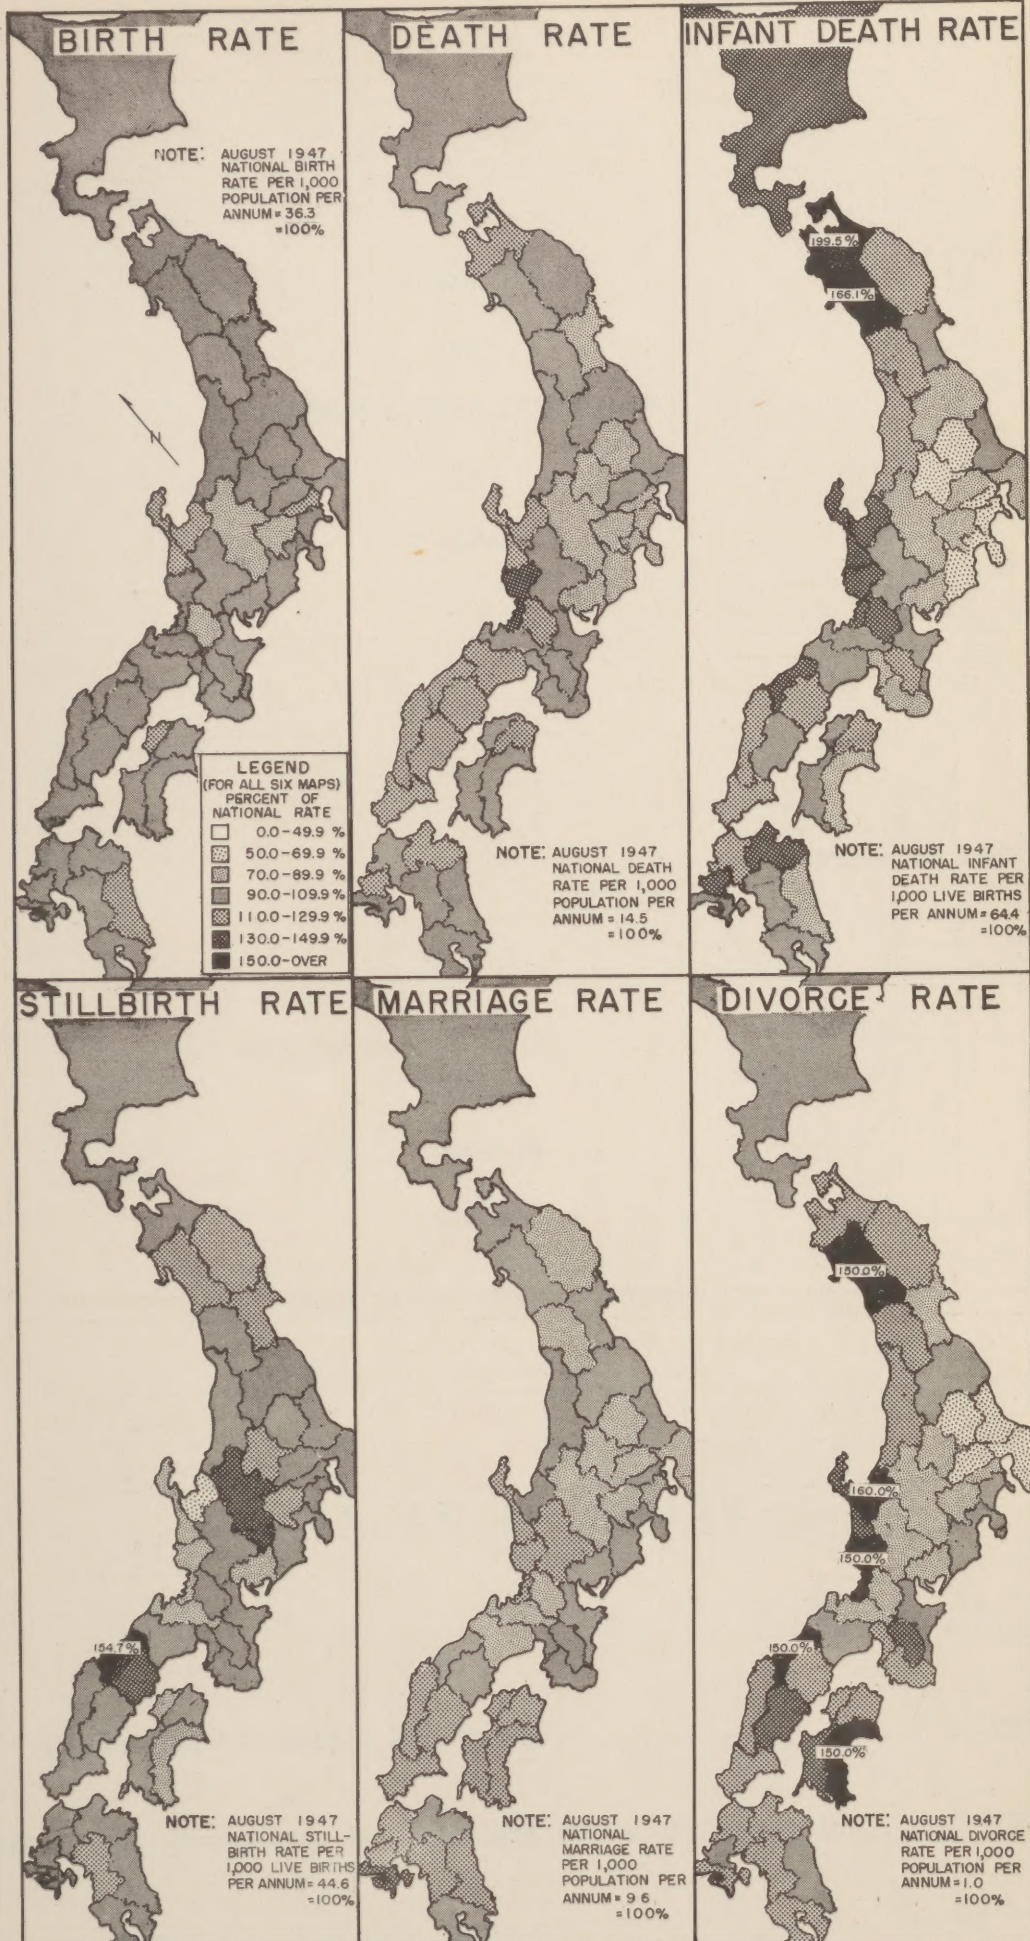 BIRTH RATE
NOTE: AUGUST 1947
NATIONAL BIRTH
RATE PER 1,000
POPULATION PER
ANNUM = 36.3
=100%
N
LEGEND
(FOR ALL SIX MAPS)
PERCENT OF
NATIONAL RATE
0.0-49.9 %
50.0-69.9 %
70.0-89.9 %
90.0-109.9 %
110.0-129.9 %
130.0-149.9 %
150.0-OVER
DEATH RATE
NOTE: AUGUST 1947
NATIONAL DEATH
RATE PER 1,000
POPULATION PER
ANNUM = 14.5
=100%
INFANT DEATH RATE
199.5%
166.1%
NOTE: AUGUST 1947
NATIONAL INFANT
DEATH RATE PER
1,000 LIVE BIRTHS
PER ANNUM = 64.4
=100%
STILLBIRTH RATE
154.7%
NOTE: AUGUST 1947
NATIONAL STILL-
BIRTH RATE PER
1,000 LIVE BIRTHS
PER ANNUM = 44.6
=100%
MARRIAGE RATE
NOTE: AUGUST 1947
NATIONAL
MARRIAGE RATE
PER 1,000
POPULATION PER
ANNUM = 9.6
=100%
DIVORCE RATE
150.0%
160.0%
150.0%
150.0%
150.0%
NOTE: AUGUST 1947
NATIONAL DIVORCE
RATE PER 1,000
POPULATION PER
ANNUM = 1.0
=100%